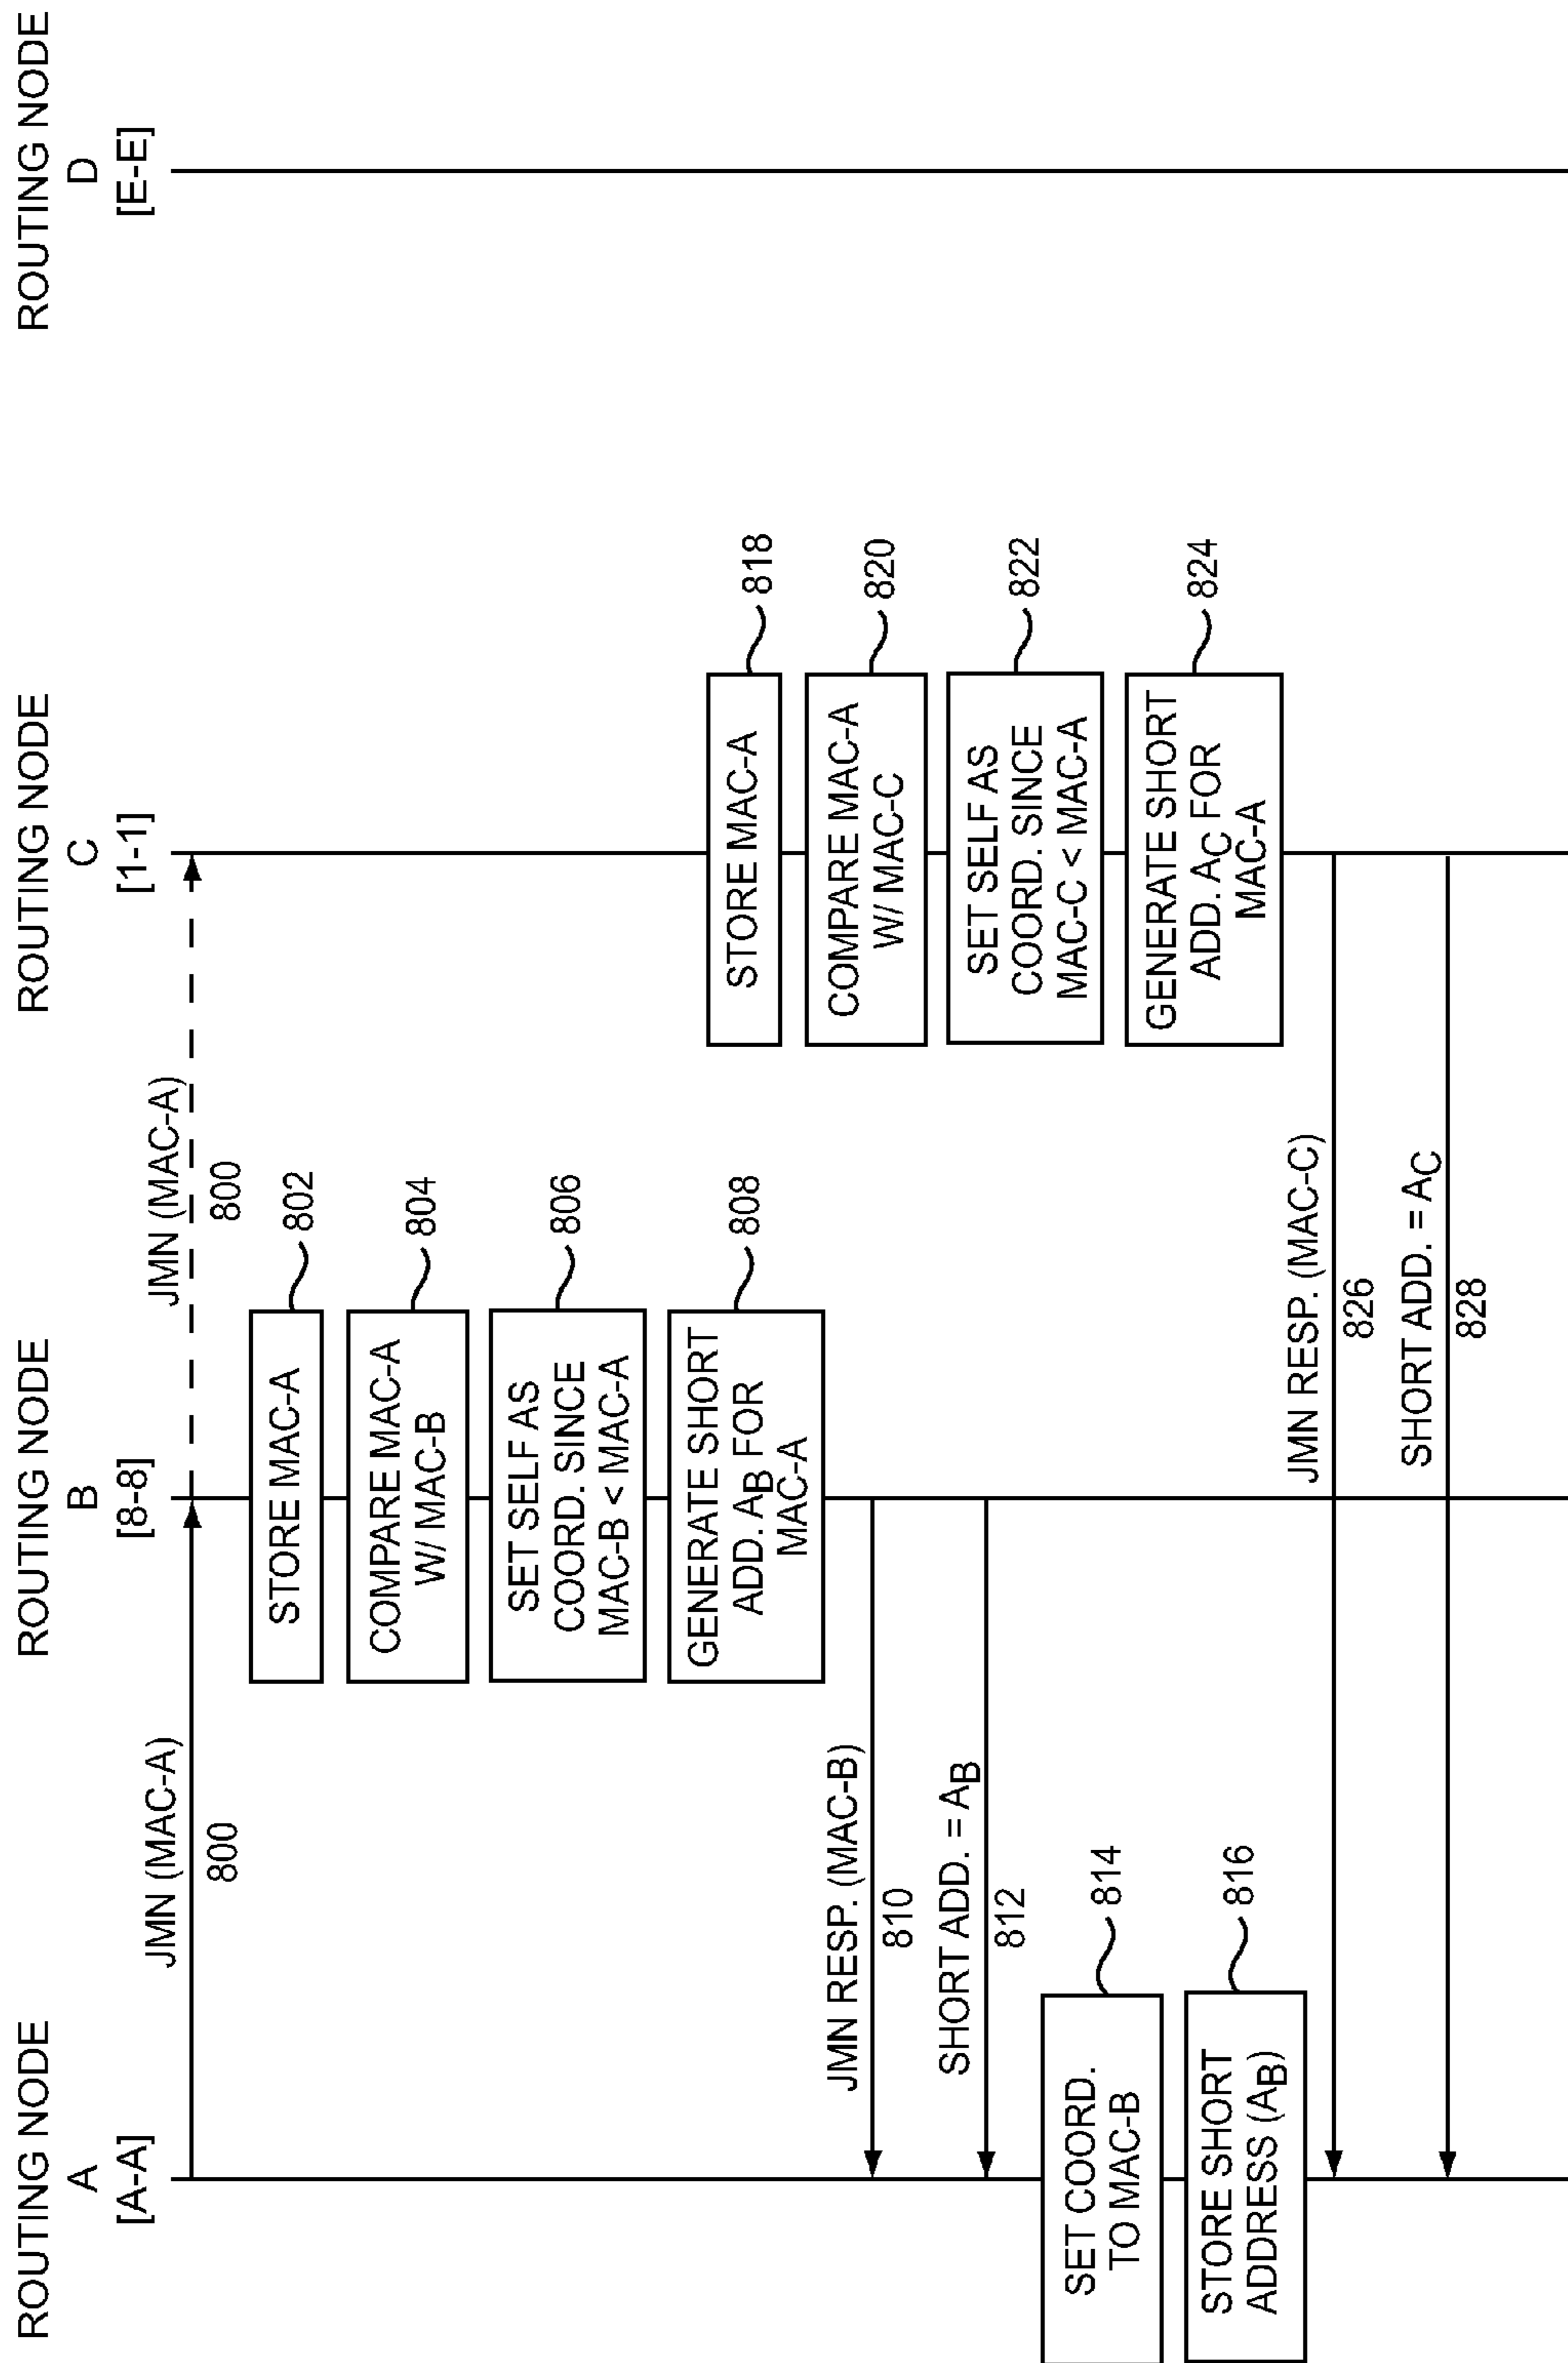 ROUTING NODE
A
[A-A]
ROUTING NODE
B
[8-8]
ROUTING NODE
C
[1-1]
ROUTING NODE
D
[E-E]
JMN (MAC-A)
800
JMN (MAC-A)
800
STORE MAC-A
802
COMPARE MAC-A
W/ MAC-B
804
SET SELF AS
COORD. SINCE
MAC-B < MAC-A
806
GENERATE SHORT
ADD. AB FOR
MAC-A
808
JMN RESP. (MAC-B)
810
SHORT ADD. = AB
812
SET COORD.
TO MAC-B
814
STORE SHORT
ADDRESS (AB)
816
STORE MAC-A
818
COMPARE MAC-A
W/ MAC-C
820
SET SELF AS
COORD. SINCE
MAC-C < MAC-A
822
GENERATE SHORT
ADD. AC FOR
MAC-A
824
JMN RESP. (MAC-C)
826
SHORT ADD. = AC
828